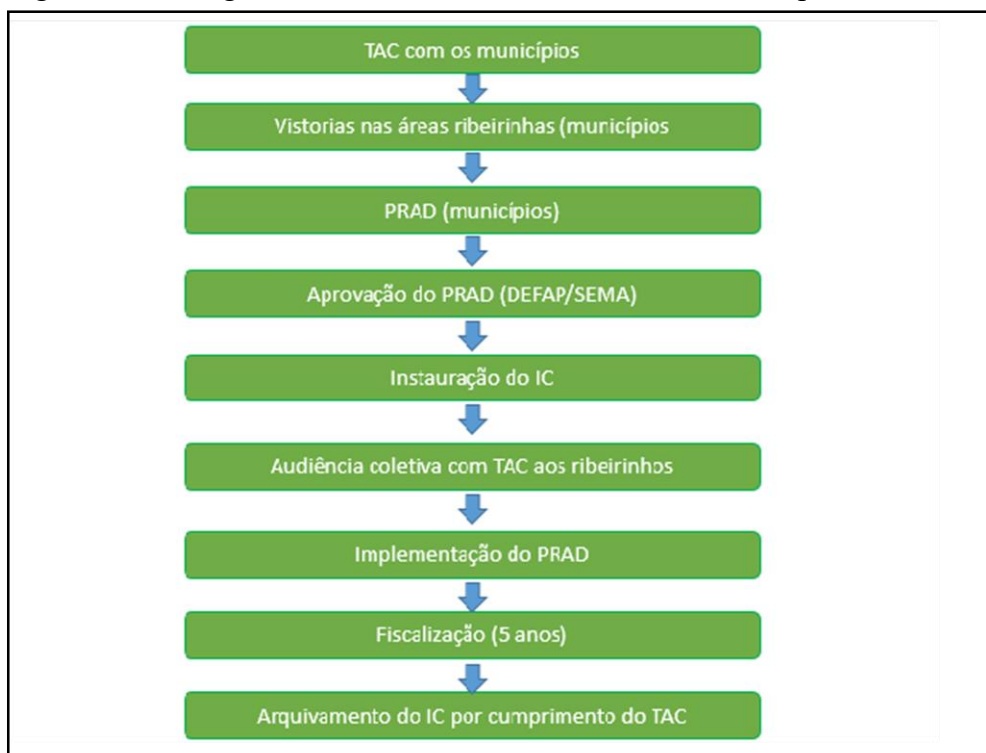 TAC com os municípios
Vistorias nas áreas ribeirinhas (municípios
PRAD (municípios)
Aprovação do PRAD (DEFAP/SEMA)
Instauração do IC
Audiência coletiva com TAC aos ribeirinhos
Implementação do PRAD
Fiscalização (5 anos)
Arquivamento do IC por cumprimento do TAC